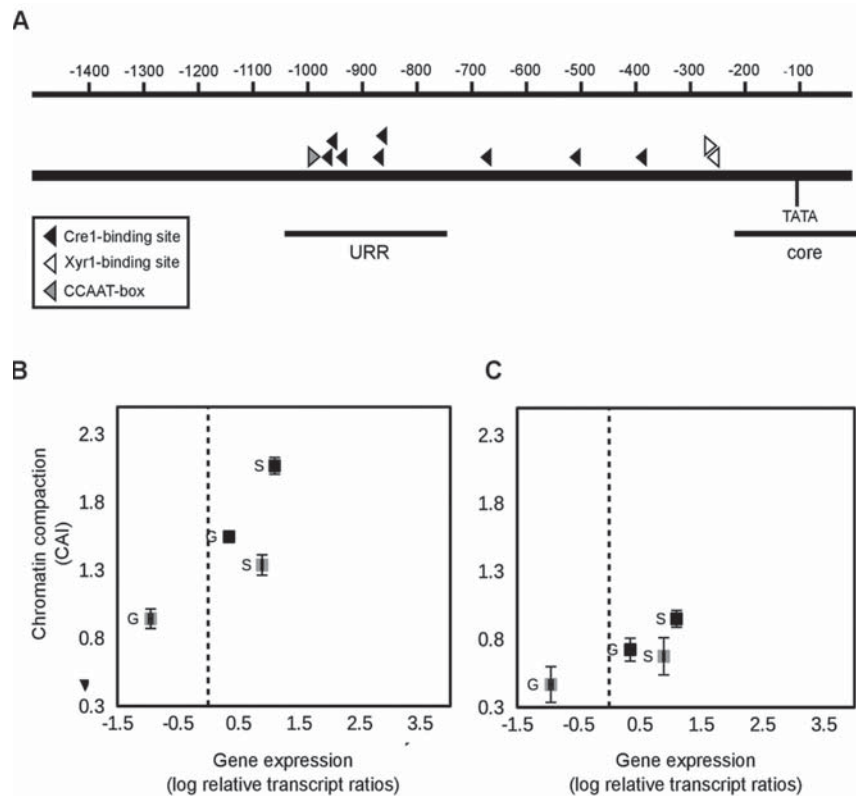 A
-1400 -1300 -1200 -1100 -1000 -900 -800 -700 -600 -500 -400 -300 -200 -100
TATA
Cre1-binding site
Xyr1-binding site
CCAAT-box
URR
core
B
Chromatin compaction
(CAI)
2.3
1.8
1.3
0.8
0.3
S
G
S
G
-1.5 -0.5 0.5 1.5 2.5 3.5
Gene expression
(log relative transcript ratios)
C
2.3
1.8
1.3
0.8
0.3
S
G
S
G
-1.5 -0.5 0.5 1.5 2.5 3.5
Gene expression
(log relative transcript ratios)